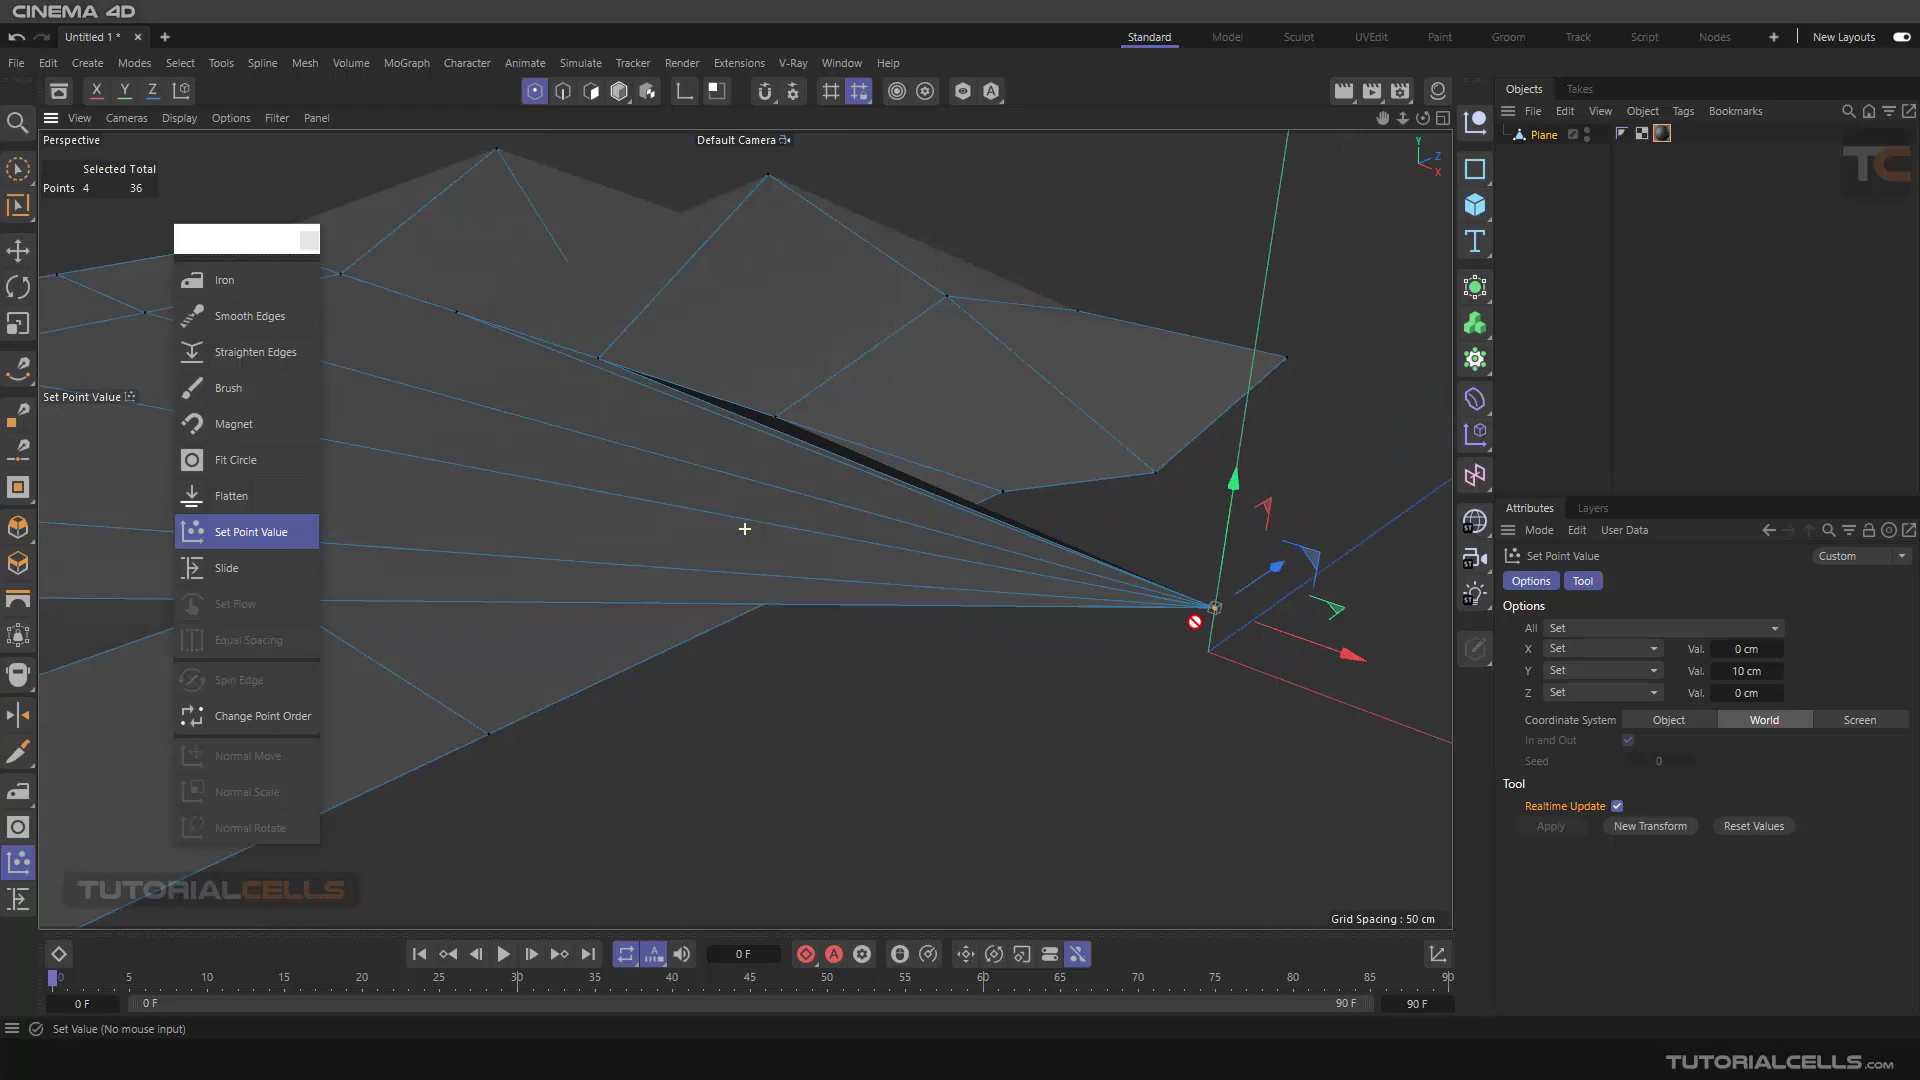 CINEMA 4D
Untitled 1 *
Standard Model Sculpt UVEdit Paint Groom Track Script Nodes New Layouts
File Edit Create Modes Select Tools Spline Mesh Volume MoGraph Character Animate Simulate Tracker Render Extensions V-Ray Window Help
X Y Z
View Cameras Display Options Filter Panel
Perspective
Default Camera
Selected Total
Points 4 36
Y
Z
X
Iron
Smooth Edges
Straighten Edges
Brush
Magnet
Fit Circle
Flatten
Set Point Value
Slide
Set Flow
Equal Spacing
Spin Edge
Change Point Order
Normal Move
Normal Scale
Normal Rotate
Set Point Value
TUTORIALCELLS
Grid Spacing : 50 cm
Objects Takes
File Edit View Object Tags Bookmarks
Plane
TC
Attributes Layers
Mode Edit User Data
Set Point Value Custom
Options Tool
Options
All Set
X Set Val. 0 cm
Y Set Val. 10 cm
Z Set Val. 0 cm
Coordinate System Object World Screen
In and Out
Seed 0
Tool
Realtime Update
Apply New Transform Reset Values
0 F
0 5 10 15 20 25 30 35 40 45 50 55 60 65 70 75 80 85 90
0 F 0 F 90 F 90 F
Set Value (No mouse input)
TUTORIALCELLS.com